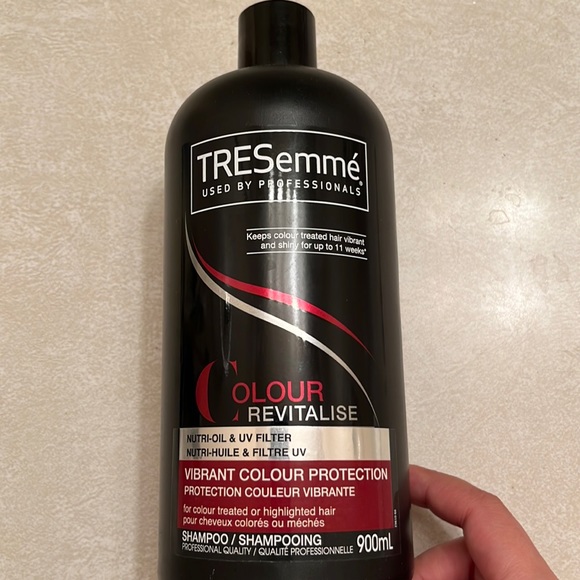 TRESemmé®
USED BY PROFESSIONALS
Keeps colour treated hair vibrant
and shiny for up to 11 weeks*
COLOUR
REVITALISE
NUTRI-OIL & UV FILTER
NUTRI-HUILE & FILTRE UV
VIBRANT COLOUR PROTECTION
PROTECTION COULEUR VIBRANTE
for colour treated or highlighted hair
pour cheveux colorés ou méchés
SHAMPOO / SHAMPOOING
PROFESSIONAL QUALITY / QUALITÉ PROFESSIONNELLE
900mL